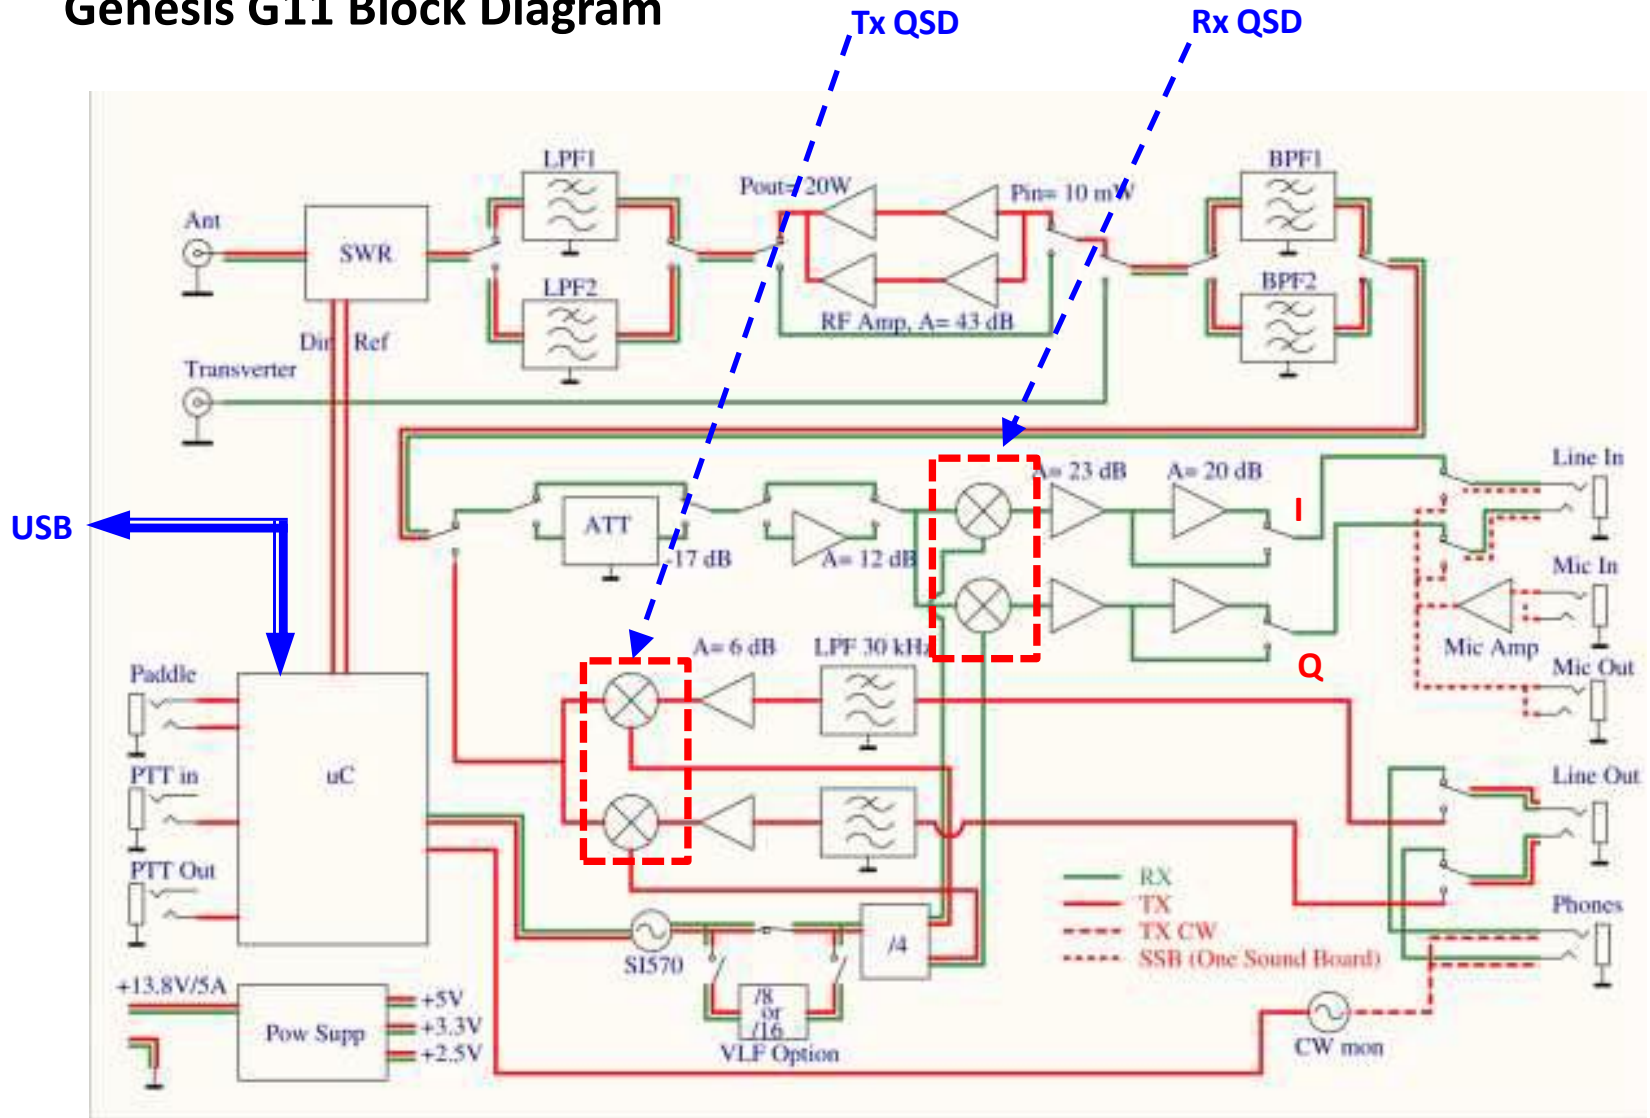 Genesis G11 Block Diagram
Tx QSD
Rx QSD
LPF1
BPF1
Pout= 20W
Pin= 10 mW
Ant
SWR
LPF2
BPF2
RF Amp, A= 43 dB
Dir
Ref
Transverter
A= 23 dB
A= 20 dB
Line In
I
USB
ATT
-17 dB
A= 12 dB
Mic In
A= 6 dB
LPF 30 kHz
Mic Amp
Q
Mic Out
Paddle
PTT in
uC
Line Out
PTT Out
RX
TX
TX CW
SSB (One Sound Board)
Phones
/4
SI570
+13,8V/5A
Pow Supp
+5V
+3.3V
+2.5V
/8
or
/16
VLF Option
CW mon